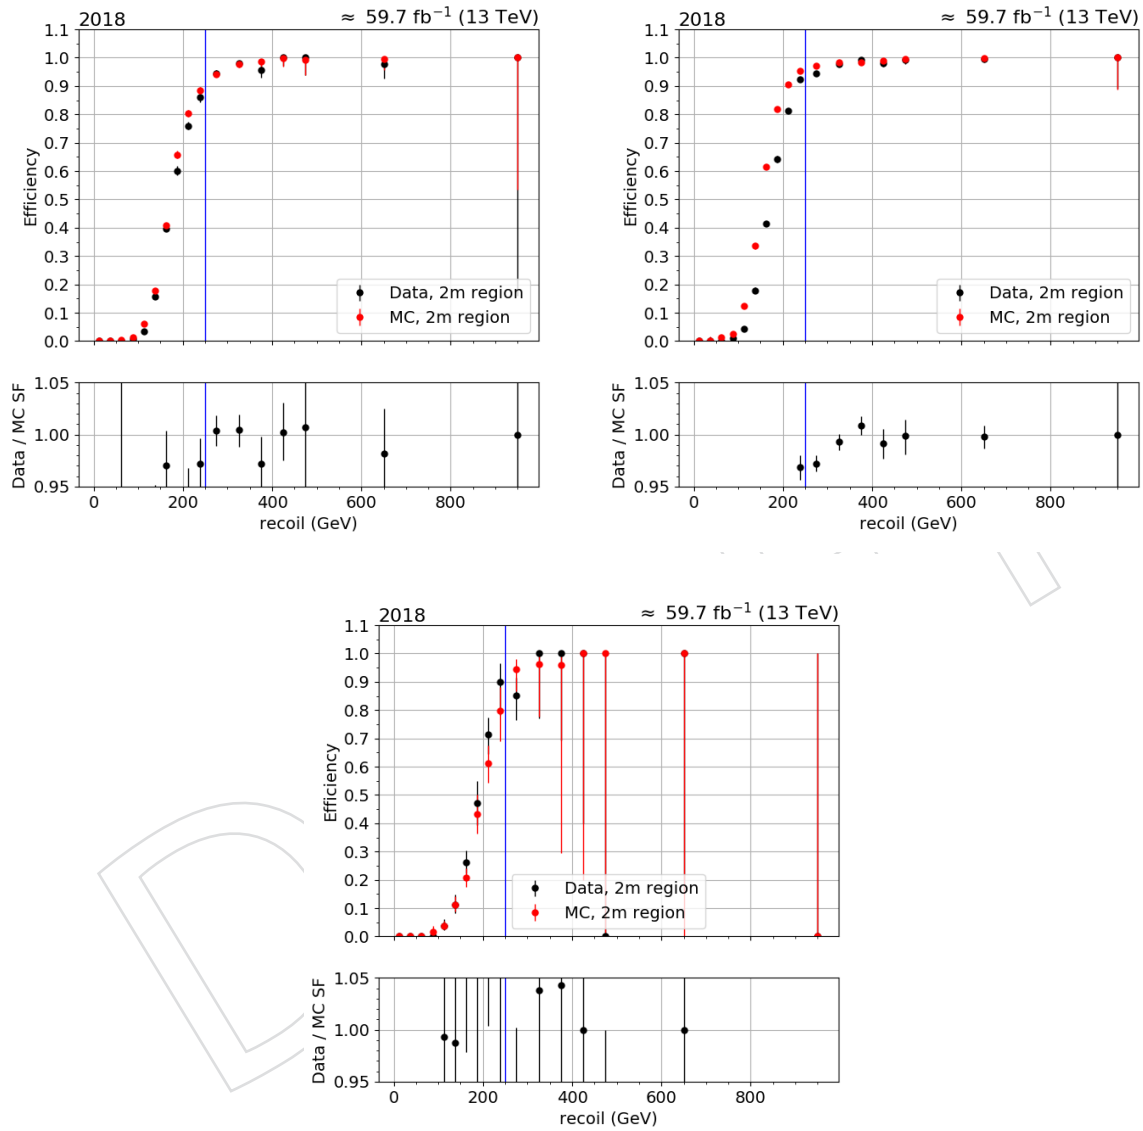 2018 ≈ 59.7 fb⁻¹ (13 TeV)
1.1
1.0
0.9
0.8
0.7
0.6
0.5
0.4
0.3
0.2
0.1
0.0
Efficiency
Data, 2m region
MC, 2m region
1.05
1.00
0.95
Data / MC SF
0 200 400 600 800
recoil (GeV)
2018 ≈ 59.7 fb⁻¹ (13 TeV)
1.1
1.0
0.9
0.8
0.7
0.6
0.5
0.4
0.3
0.2
0.1
0.0
Efficiency
Data, 2m region
MC, 2m region
1.05
1.00
0.95
Data / MC SF
0 200 400 600 800
recoil (GeV)
2018 ≈ 59.7 fb⁻¹ (13 TeV)
1.1
1.0
0.9
0.8
0.7
0.6
0.5
0.4
0.3
0.2
0.1
0.0
Efficiency
Data, 2m region
MC, 2m region
1.05
1.00
0.95
Data / MC SF
0 200 400 600 800
recoil (GeV)